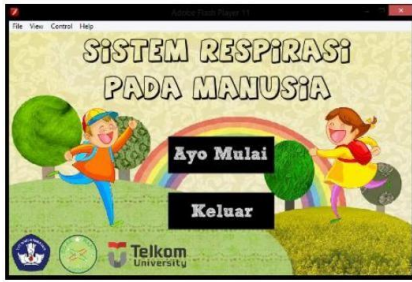 Adobe Flash Player 11
File View Control Help
SISTEM RESPIRASI
PADA MANUSIA
Ayo Mulai
Keluar
Telkom
University